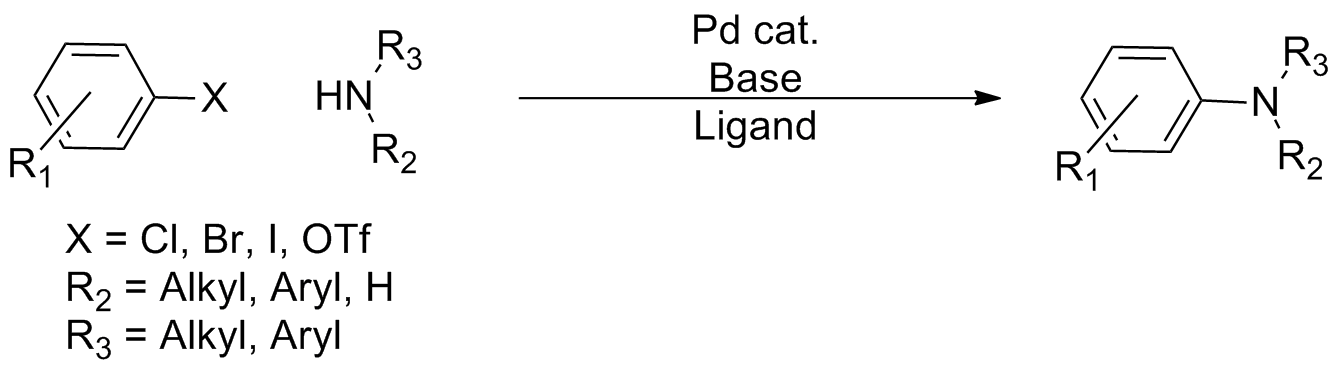 R3
X
HN
R2
R1
Pd cat.
Base
Ligand
R3
N
R2
R1
X = Cl, Br, I, OTf
R2 = Alkyl, Aryl, H
R3 = Alkyl, Aryl